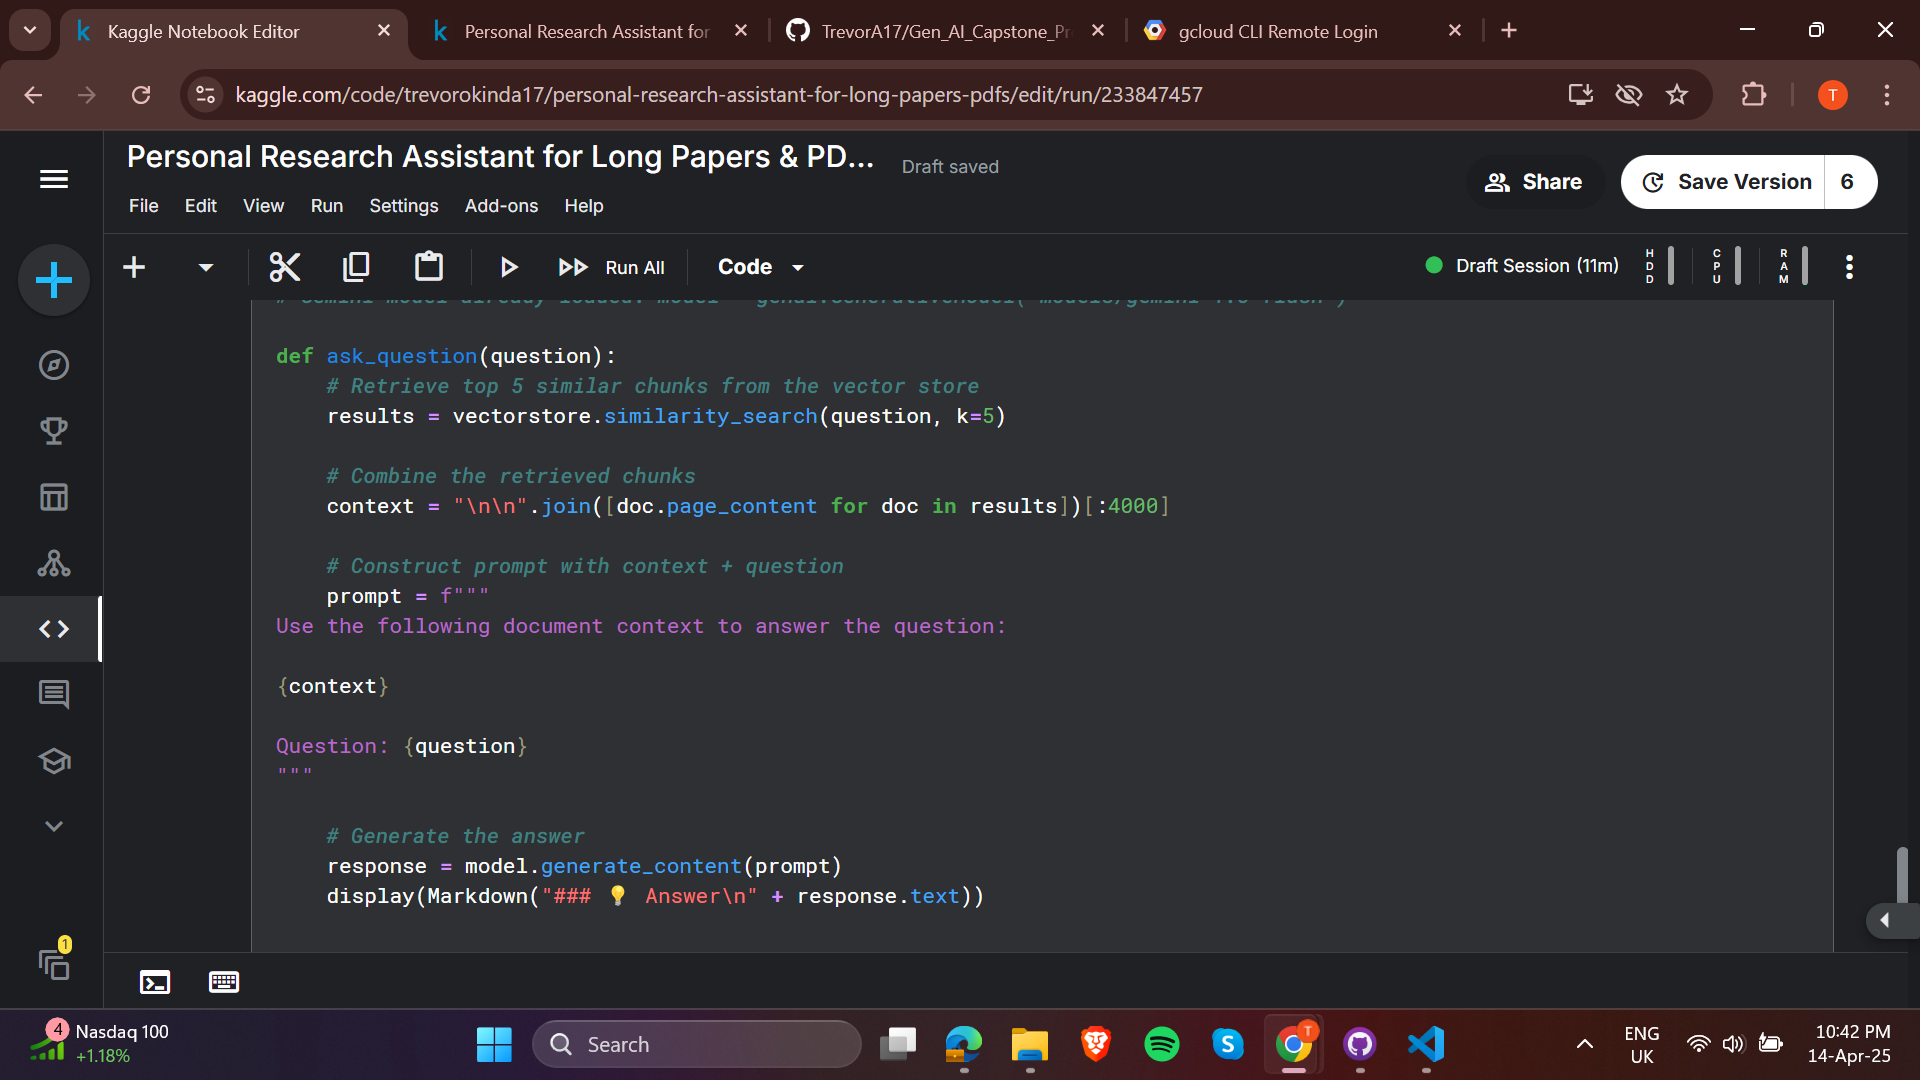 Kaggle Notebook Editor
Personal Research Assistant for
TrevorA17/Gen_AI_Capstone_Pr
gcloud CLI Remote Login
kaggle.com/code/trevorokinda17/personal-research-assistant-for-long-papers-pdfs/edit/run/233847457
T
Personal Research Assistant for Long Papers & PD...
Draft saved
Share
Save Version
6
File Edit View Run Settings Add-ons Help
Run All
Code
Draft Session (11m)
HDD
CPU
RAM
def ask_question(question):
    # Retrieve top 5 similar chunks from the vector store
    results = vectorstore.similarity_search(question, k=5)
    # Combine the retrieved chunks
    context = "\n\n".join([doc.page_content for doc in results])[:4000]
    # Construct prompt with context + question
    prompt = f"""
Use the following document context to answer the question:
{context}
Question: {question}
"""
    # Generate the answer
    response = model.generate_content(prompt)
    display(Markdown("### 💡 Answer\n" + response.text))
1
4
Nasdaq 100
+1.18%
Search
T
ENG
UK
10:42 PM
14-Apr-25